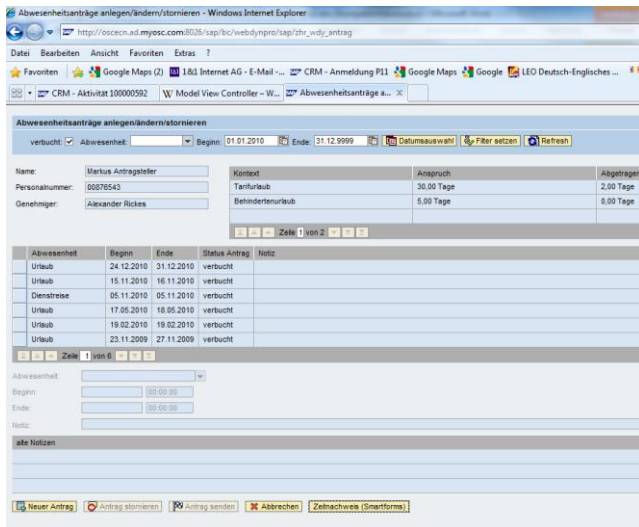 Abwesenheitsanträge anlegen/ändern/stornieren - Windows Internet Explorer
http://oscecn.ad.myosc.com:8026/sap/bc/webdynpro/sap/zhr_wdy_antrag
Datei Bearbeiten Ansicht Favoriten Extras ?
Favoriten Google Maps (2) 1&1 Internet AG - E-Mail -... CRM - Anmeldung P11 Google Maps Google LEO Deutsch-Englisches ...
CRM - Aktivität 100000592 Model View Controller – W... Abwesenheitsanträge a... X
Abwesenheitsanträge anlegen/ändern/stornieren
verbucht: Abwesenheit: Beginn: 01.01.2010 Ende: 31.12.9999 Datumsauswahl Filter setzen Refresh
Name: Markus Antragsteller
Personalnummer: 00876543
Genehmiger: Alexander Rickes
Kontext Anspruch Abgetragen
Tarifurlaub 30,00 Tage 2,00 Tage
Behindertenurlaub 5,00 Tage 0,00 Tage
Zeile 1 von 2
Abwesenheit Beginn Ende Status Antrag Notiz
Urlaub 24.12.2010 31.12.2010 verbucht
Urlaub 15.11.2010 16.11.2010 verbucht
Dienstreise 05.11.2010 05.11.2010 verbucht
Urlaub 17.05.2010 18.05.2010 verbucht
Urlaub 19.02.2010 19.02.2010 verbucht
Urlaub 23.11.2009 27.11.2009 verbucht
Zeile 1 von 6
Abwesenheit:
Beginn: 00:00:00
Ende: 00:00:00
Notiz:
alte Notizen
Neuer Antrag Antrag stornieren Antrag senden Abbrechen Zeitnachweis (Smartforms)